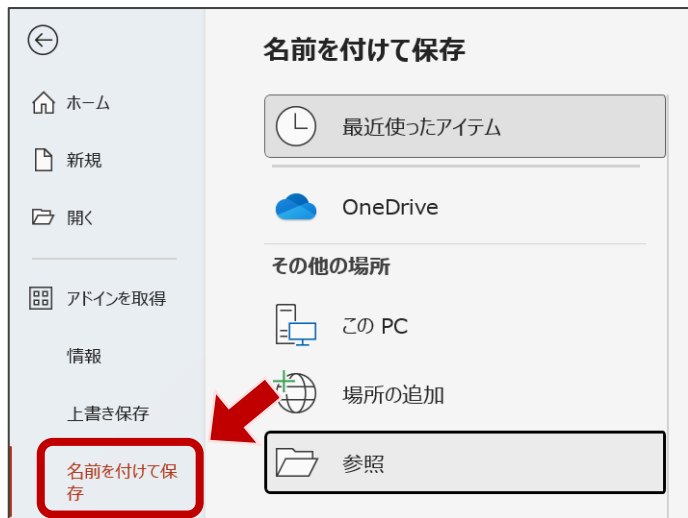 名前を付けて保存
ホーム
新規
開く
アドインを取得
情報
上書き保存
名前を付けて保
存
最近使ったアイテム
OneDrive
その他の場所
この PC
場所の追加
参照